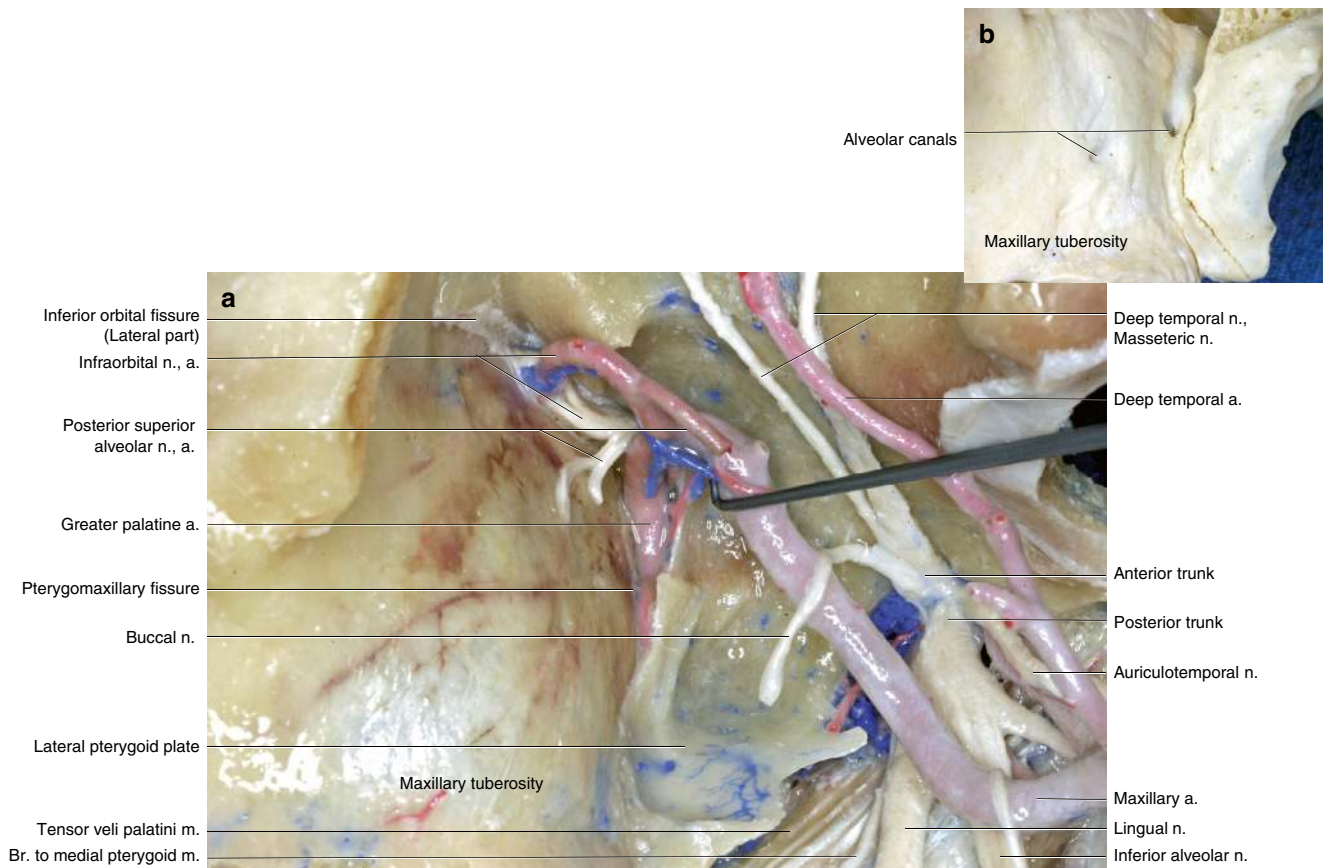 b
Alveolar canals
Maxillary tuberosity
a
Inferior orbital fissure
(Lateral part)
Infraorbital n., a.
Posterior superior
alveolar n., a.
Greater palatine a.
Pterygomaxillary fissure
Buccal n.
Lateral pterygoid plate
Maxillary tuberosity
Tensor veli palatini m.
Br. to medial pterygoid m.
Deep temporal n.,
Masseteric n.
Deep temporal a.
Anterior trunk
Posterior trunk
Auriculotemporal n.
Maxillary a.
Lingual n.
Inferior alveolar n.